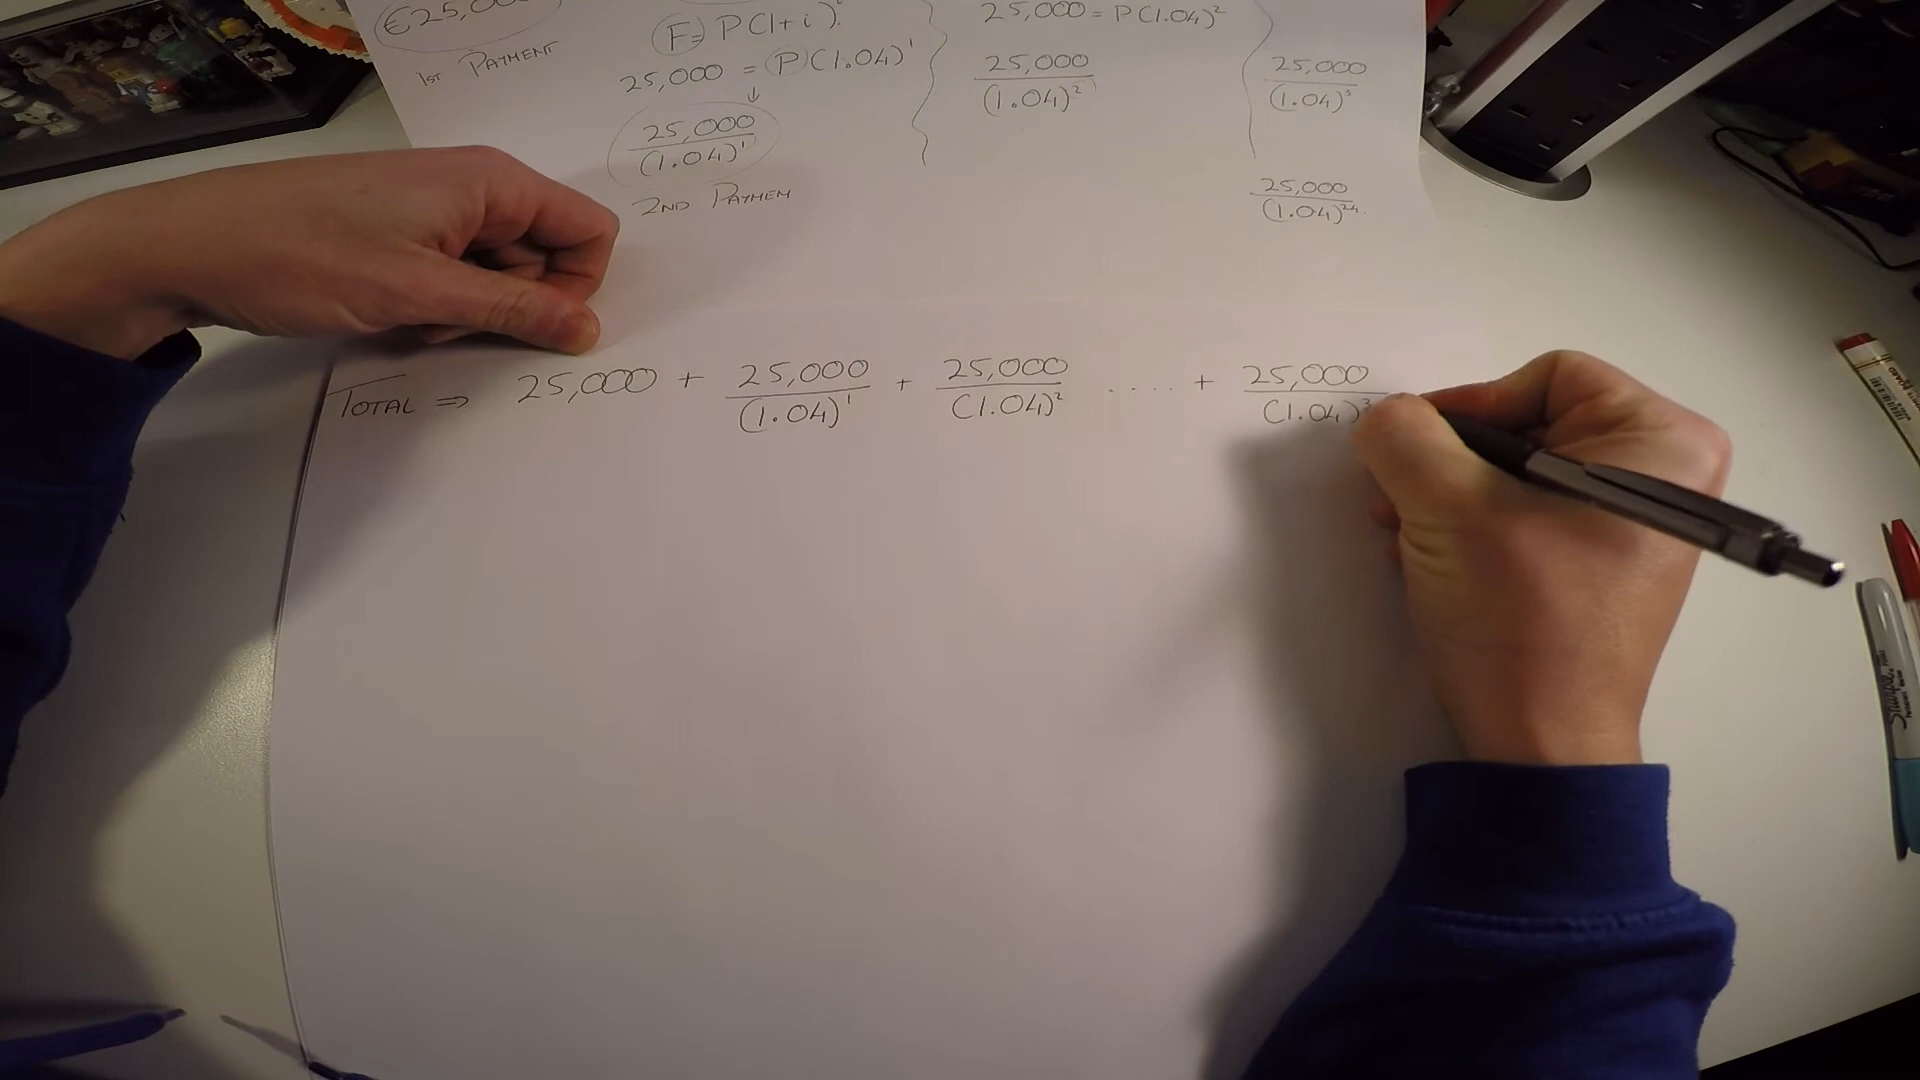 €25,00
1ST PAYMENT
F = P(1+i)
25,000 = P(1.04)¹
↓
25,000
(1.04)¹
2ND PAYMEN
25,000 = P(1.04)²
25,000
(1.04)²
25,000
(1.04)³
25,000
(1.04)²⁴
TOTAL ⇒ 25,000 + 25,000/(1.04)¹ + 25,000/(1.04)² .... + 25,000/(1.04)
Sharpie